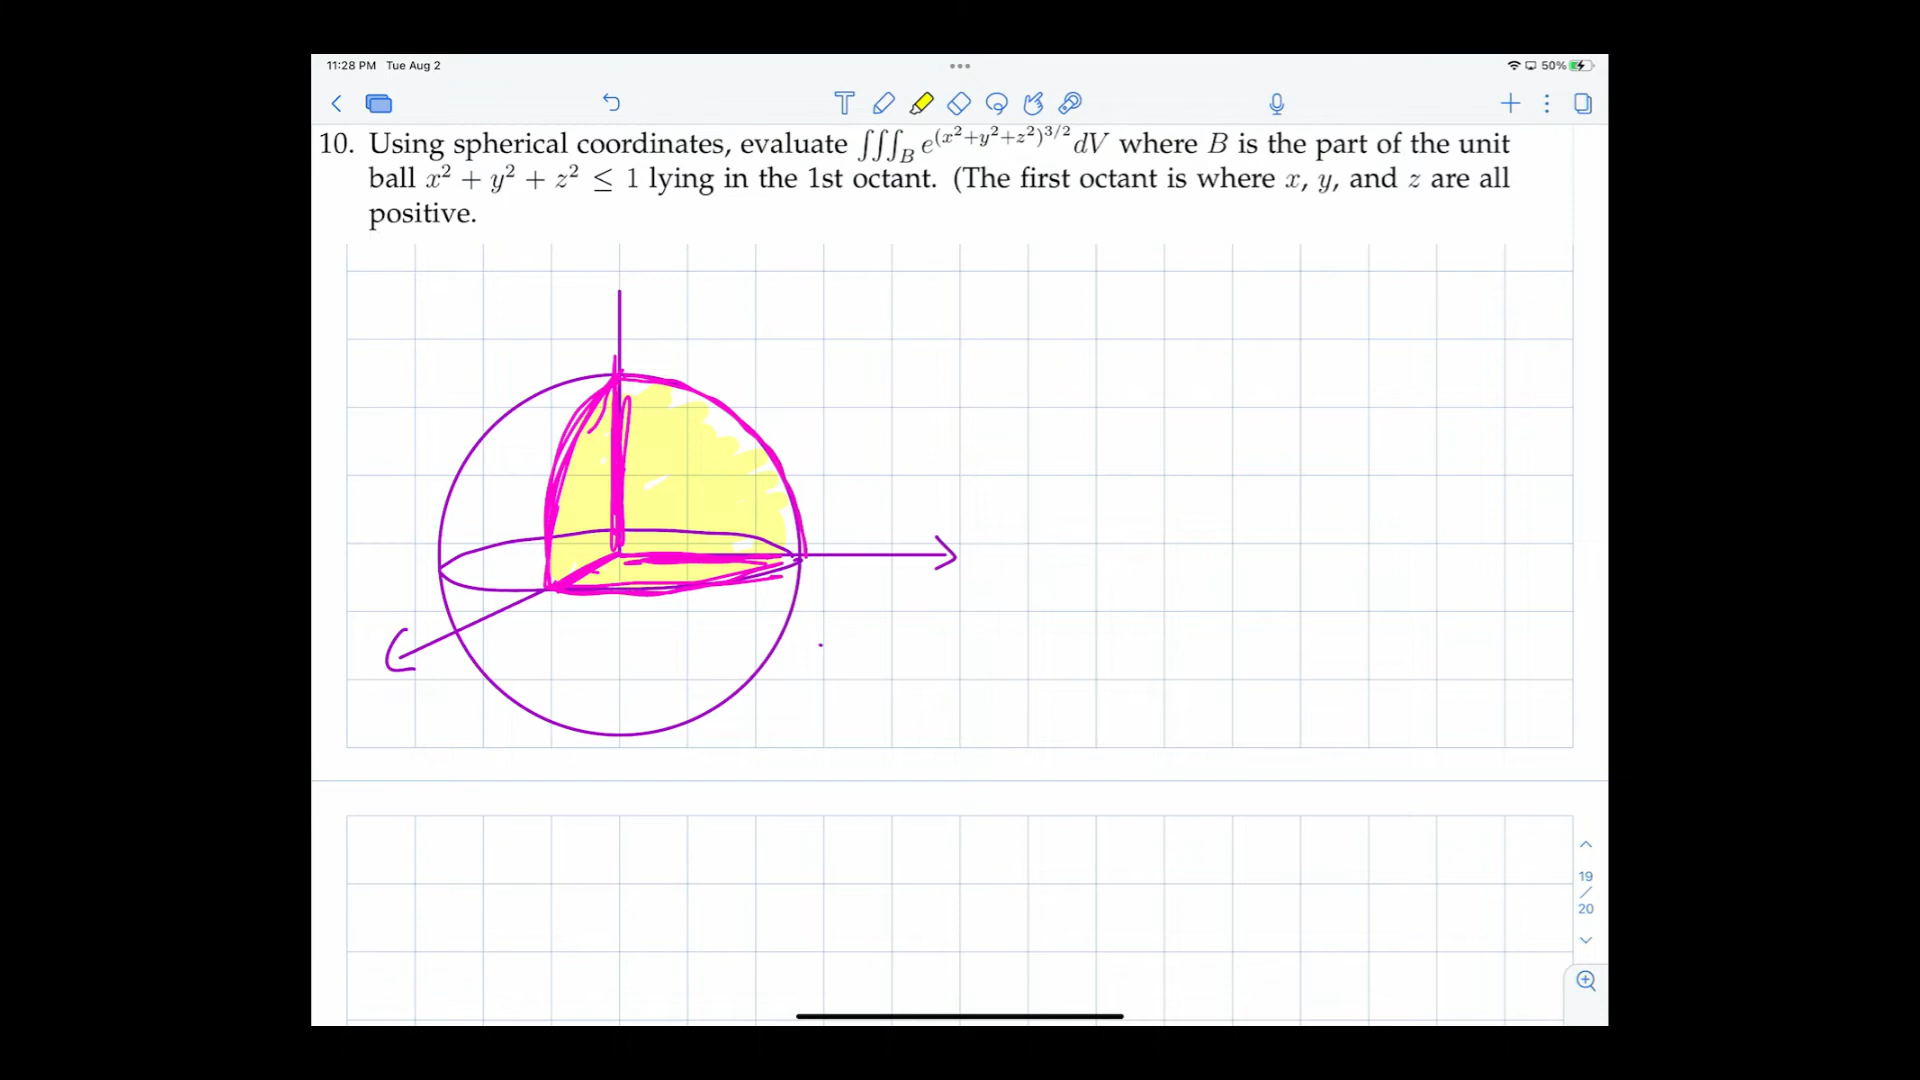 11:28 PM Tue Aug 2
50%
10. Using spherical coordinates, evaluate ∭_B e^{(x²+y²+z²)^{3/2}} dV where B is the part of the unit
ball x² + y² + z² ≤ 1 lying in the 1st octant. (The first octant is where x, y, and z are all
positive.
19
/
20